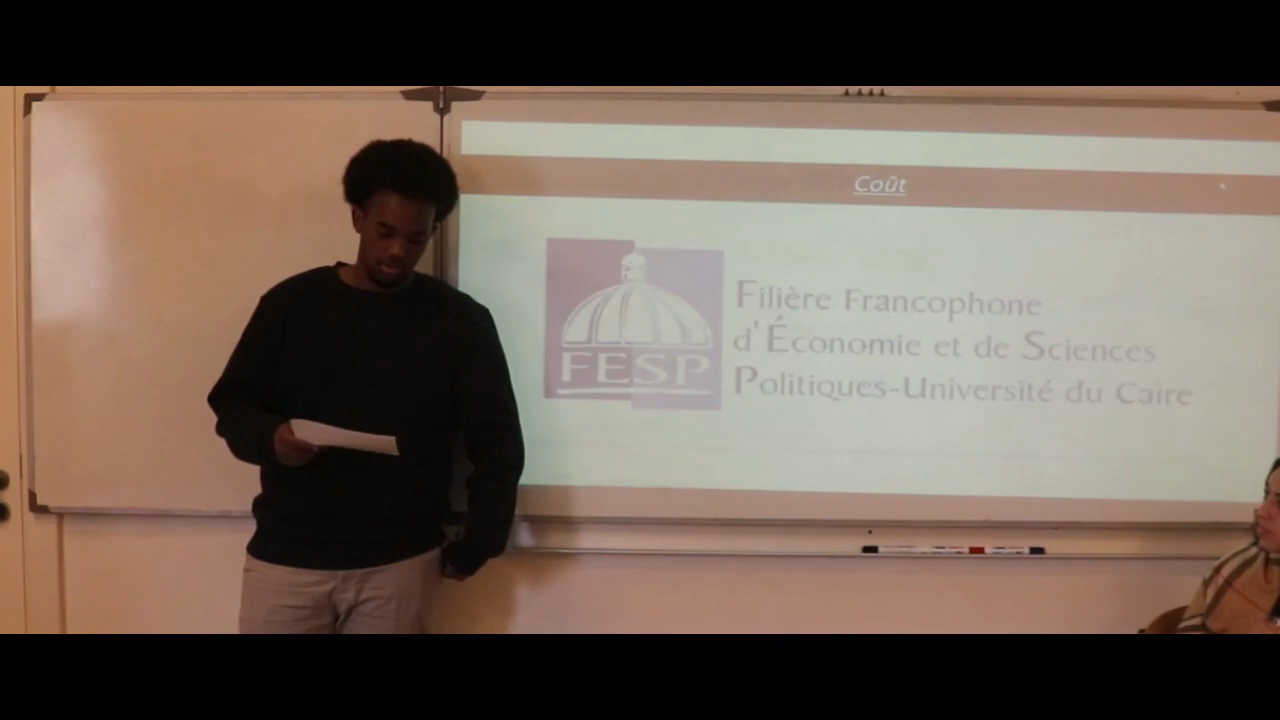 Coût
FESP
Filière Francophone
d'Économie et de Sciences
Politiques-Université du Caire